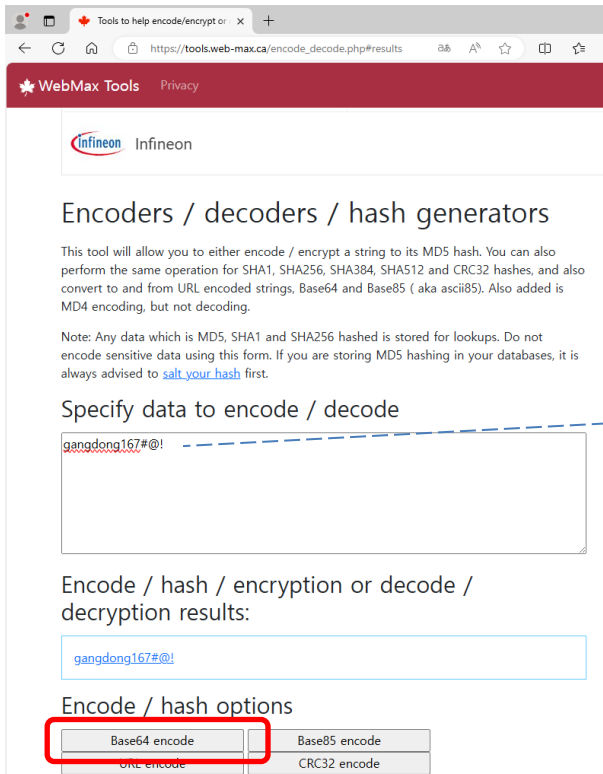 Tools to help encode/encrypt or
https://tools.web-max.ca/encode_decode.php#results
WebMax Tools Privacy
infineon Infineon
Encoders / decoders / hash generators
This tool will allow you to either encode / encrypt a string to its MD5 hash. You can also
perform the same operation for SHA1, SHA256, SHA384, SHA512 and CRC32 hashes, and also
convert to and from URL encoded strings, Base64 and Base85 ( aka ascii85). Also added is
MD4 encoding, but not decoding.
Note: Any data which is MD5, SHA1 and SHA256 hashed is stored for lookups. Do not
encode sensitive data using this form. If you are storing MD5 hashing in your databases, it is
always advised to salt your hash first.
Specify data to encode / decode
gangdong167#@!
Encode / hash / encryption or decode /
decryption results:
gangdong167#@!
Encode / hash options
Base64 encode Base85 encode
URL encode CRC32 encode